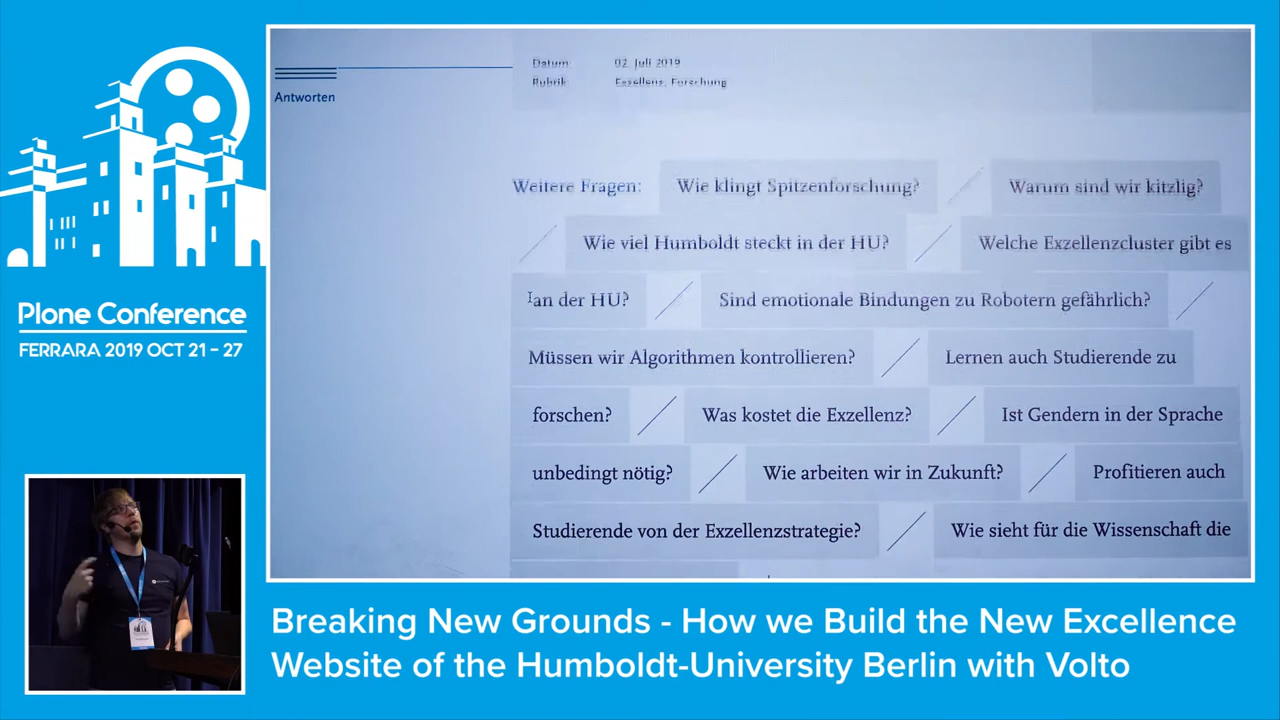 Plone Conference
FERRARA 2019 OCT 21 - 27
Antworten
Datum: 02. Juli 2019
Rubrik: Exzellenz, Forschung
Weitere Fragen: Wie klingt Spitzenforschung? / Warum sind wir kitzlig?
/ Wie viel Humboldt steckt in der HU? / Welche Exzellenzcluster gibt es
an der HU? / Sind emotionale Bindungen zu Robotern gefährlich? /
Müssen wir Algorithmen kontrollieren? / Lernen auch Studierende zu
forschen? / Was kostet die Exzellenz? / Ist Gendern in der Sprache
unbedingt nötig? / Wie arbeiten wir in Zukunft? / Profitieren auch
Studierende von der Exzellenzstrategie? / Wie sieht für die Wissenschaft die
Breaking New Grounds - How we Build the New Excellence
Website of the Humboldt-University Berlin with Volto